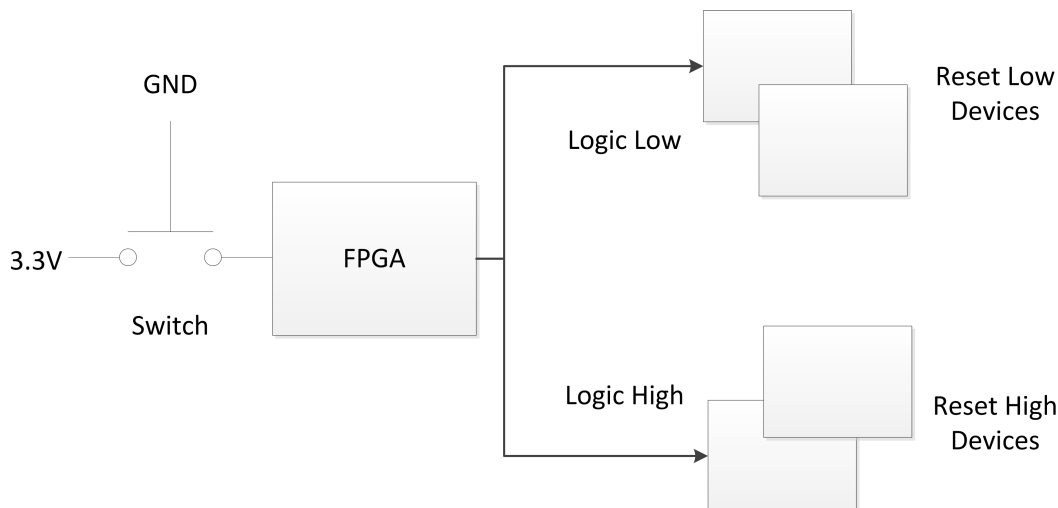 GND
3.3V
Switch
FPGA
Logic Low
Reset Low
Devices
Logic High
Reset High
Devices